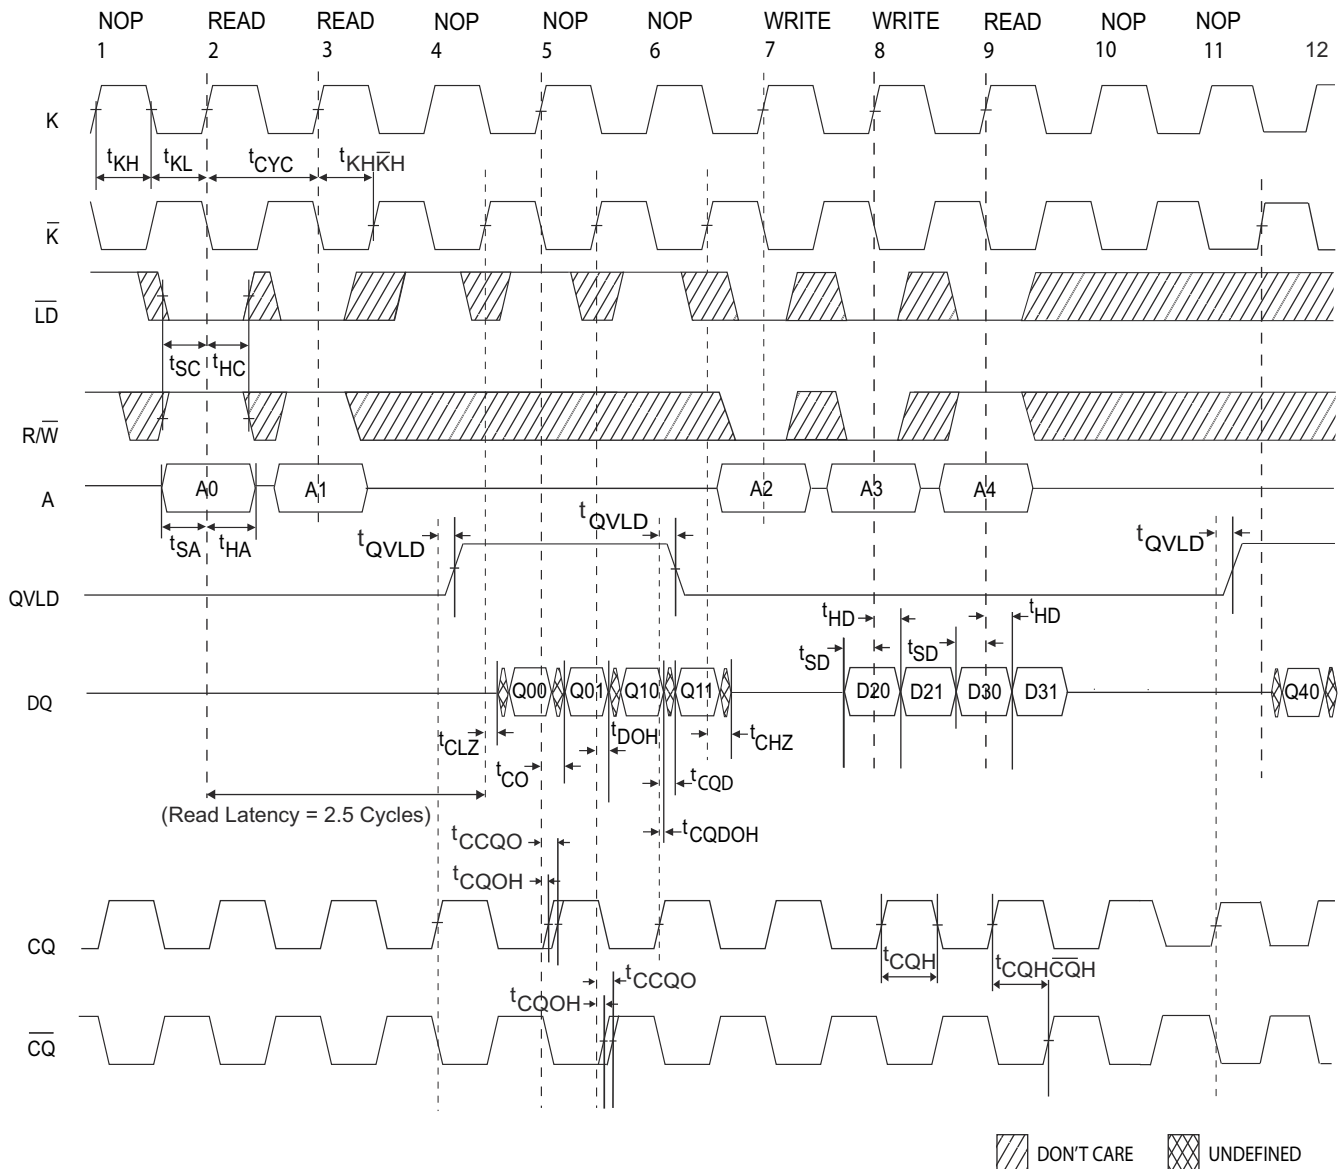 NOP READ READ NOP NOP NOP WRITE WRITE READ NOP NOP
1 2 3 4 5 6 7 8 9 10 11 12
K
tKH tKL tCYC tKHK̅H
K̅
L̅D̅
tSC tHC
R/W̅
A A0 A1 A2 A3 A4
tSA tHA tQVLD tQVLD tQVLD
QVLD
tHD tHD
tSD tSD
DQ Q00 Q01 Q10 Q11 D20 D21 D30 D31 Q40
tCLZ tDOH tCHZ
tCO tCQD
(Read Latency = 2.5 Cycles)
tCQDOH
tCCQO
tCQOH
CQ
tCQH tCQHC̅Q̅H
tCCQO
tCQOH
C̅Q̅
DON'T CARE UNDEFINED